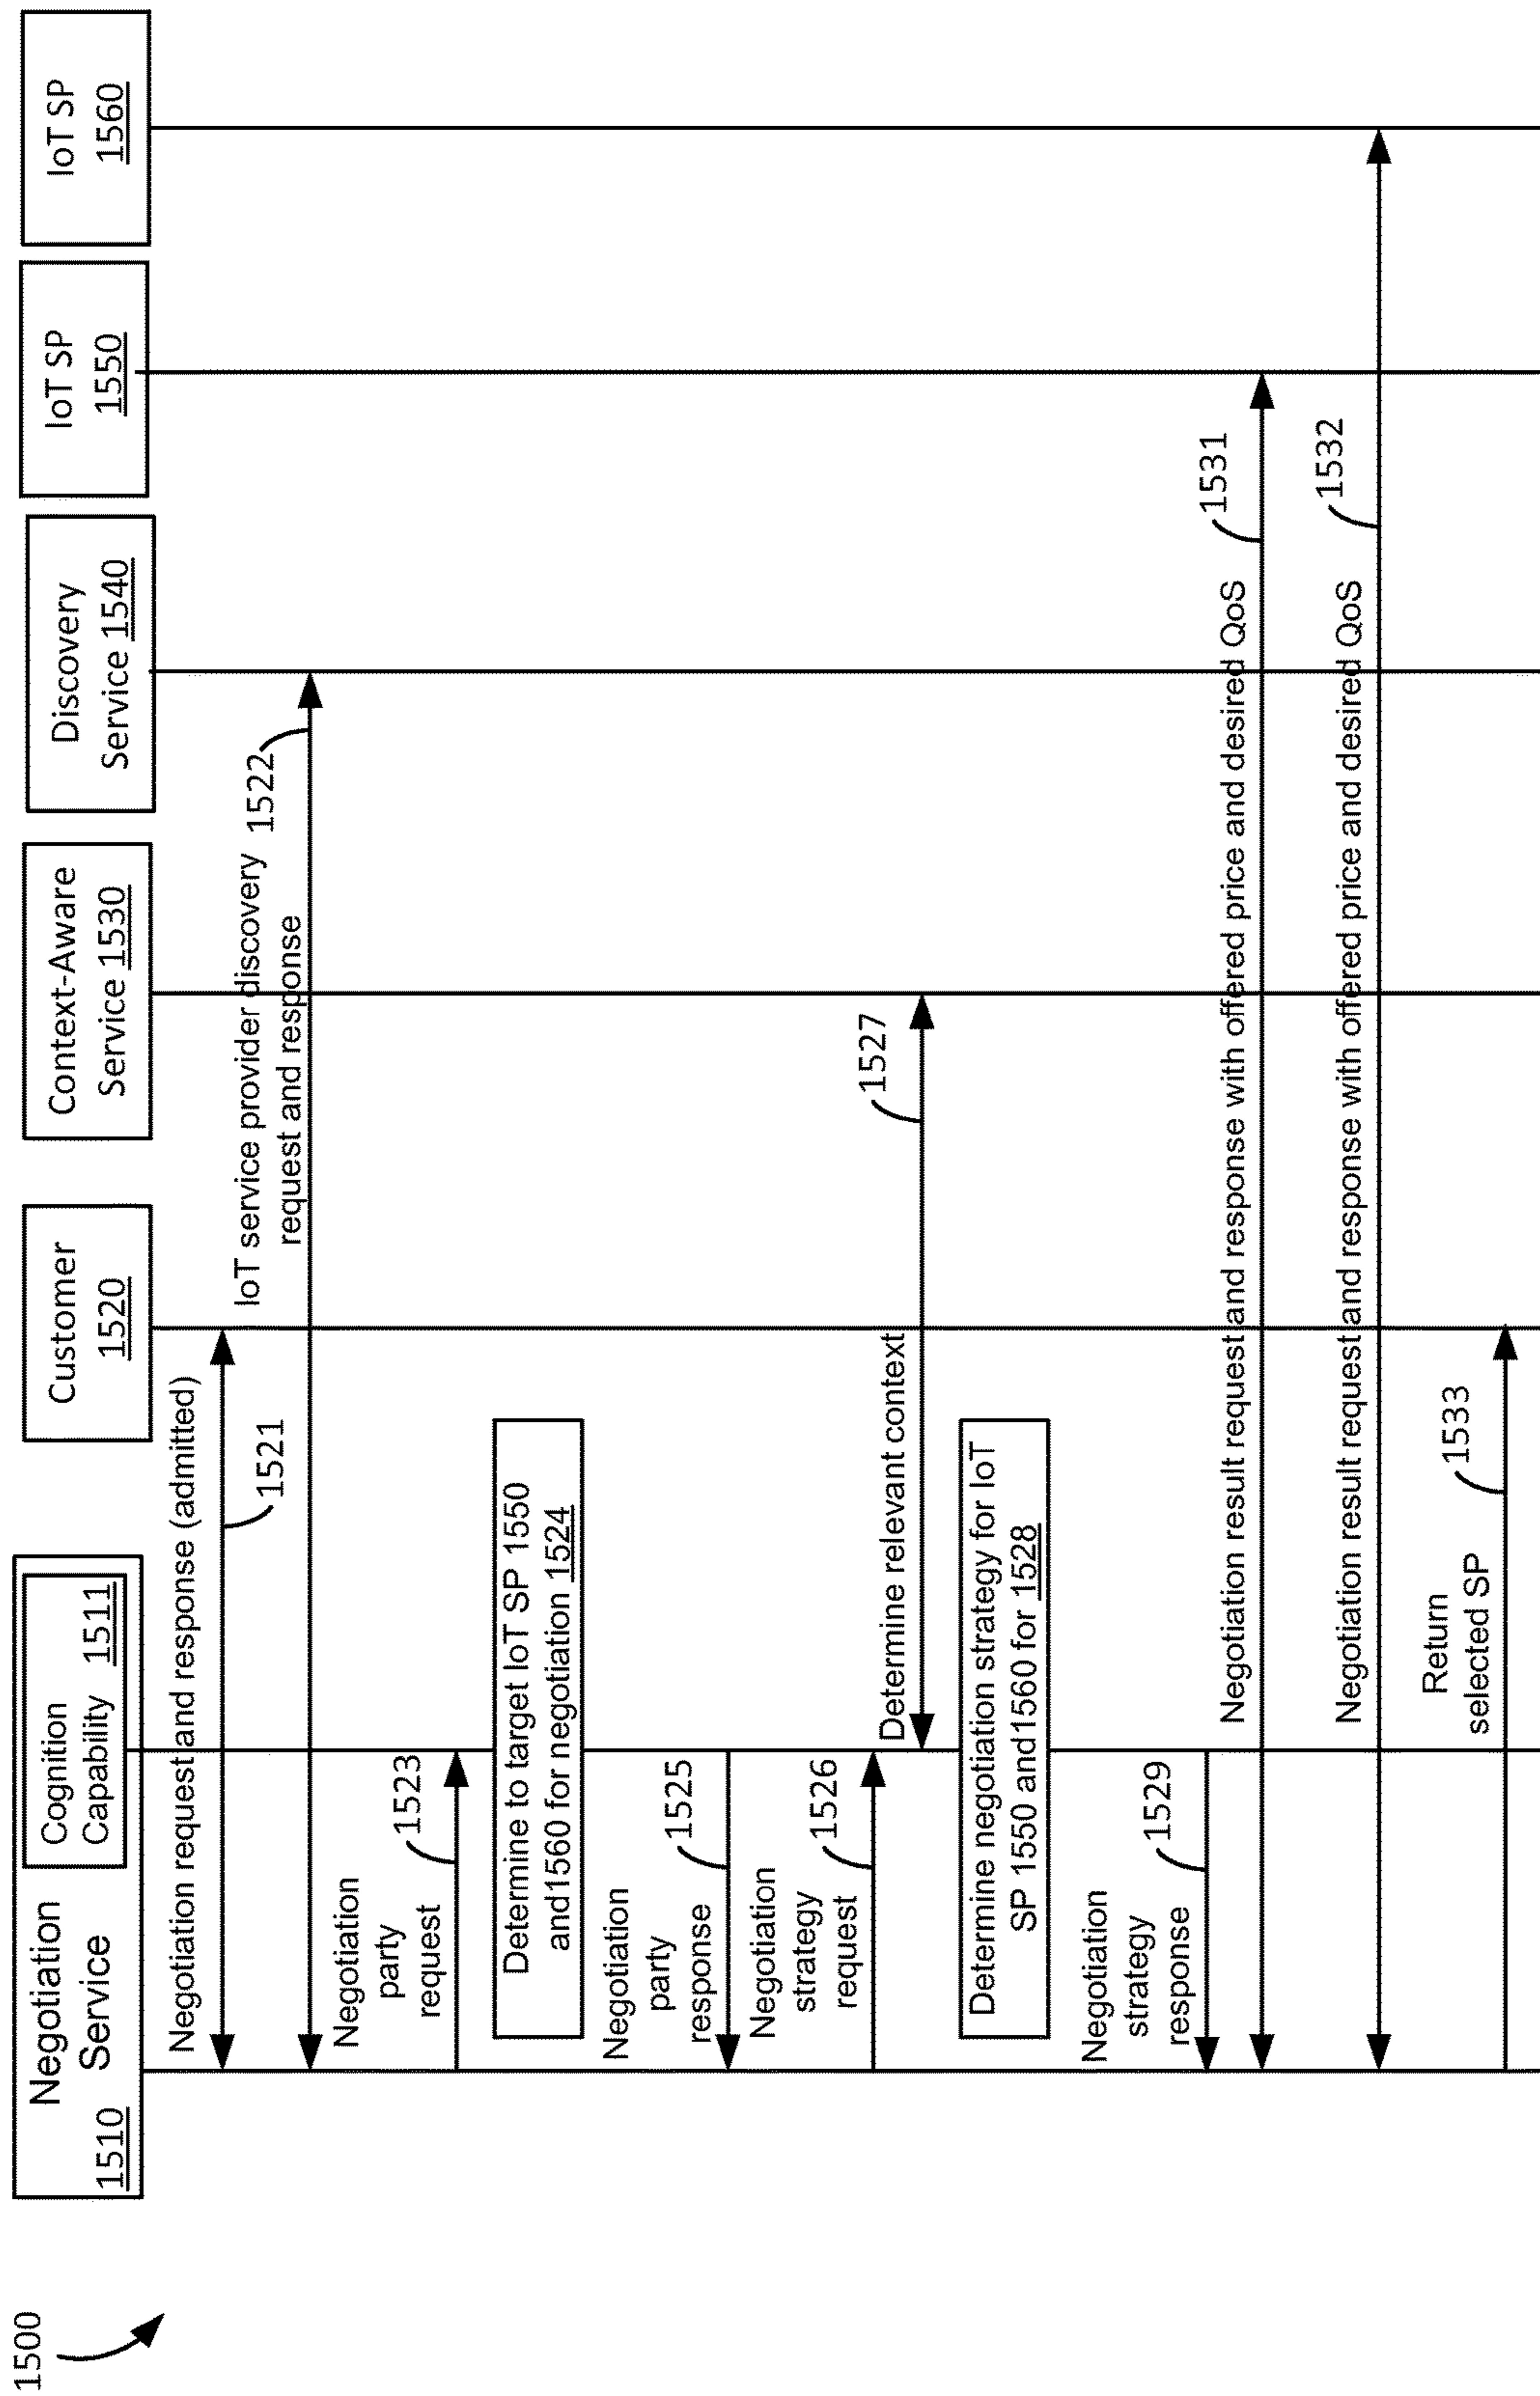 1500
Negotiation
Service
1510
Cognition
Capability 1511
Customer
1520
Context-Aware
Service 1530
Discovery
Service 1540
IoT SP
1550
IoT SP
1560
Negotiation request and response (admitted)
1521
IoT service provider discovery
request and response
1522
Negotiation
party
request
1523
Determine to target IoT SP 1550
and1560 for negotiation 1524
Negotiation
party
response
1525
Negotiation
strategy
request
1526
Determine relevant context
1527
Determine negotiation strategy for IoT
SP 1550 and1560 for 1528
Negotiation
strategy
response
1529
Negotiation result request and response with offered price and desired QoS
1531
Negotiation result request and response with offered price and desired QoS
1532
Return
selected SP
1533